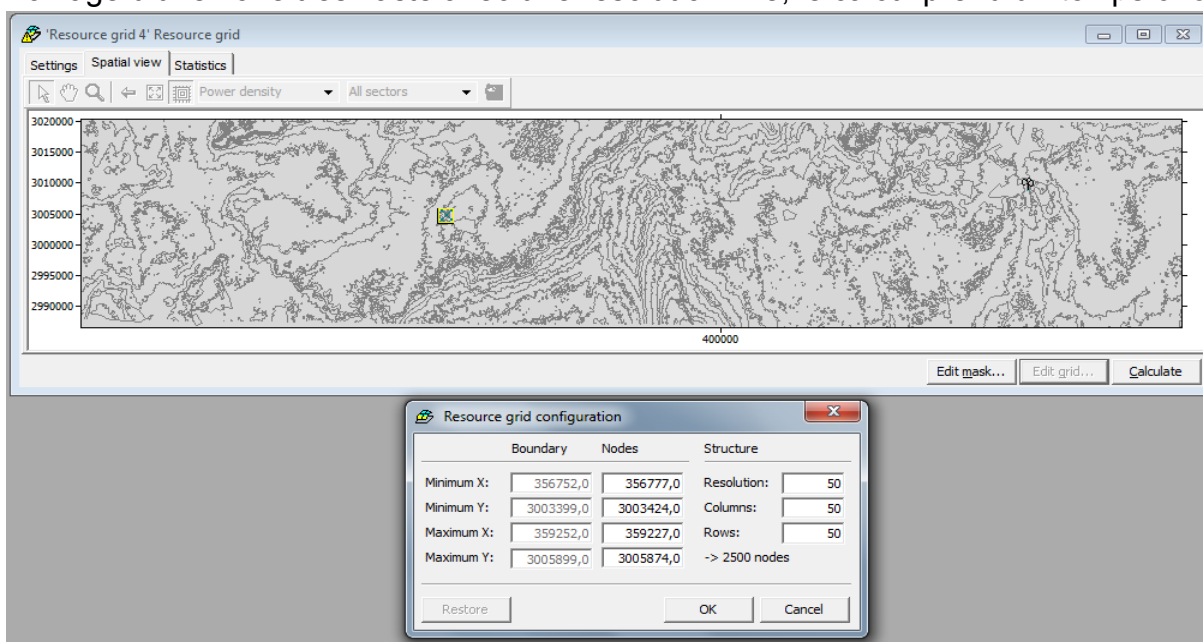 'Resource grid 4' Resource grid
Settings Spatial view Statistics
Power density All sectors
3020000
3015000
3010000
3005000
3000000
2995000
2990000
400000
Edit mask... Edit grid... Calculate
Resource grid configuration
Boundary Nodes Structure
Minimum X: 356752,0 356777,0 Resolution: 50
Minimum Y: 3003399,0 3003424,0 Columns: 50
Maximum X: 359252,0 359227,0 Rows: 50
Maximum Y: 3005899,0 3005874,0 -> 2500 nodes
Restore OK Cancel